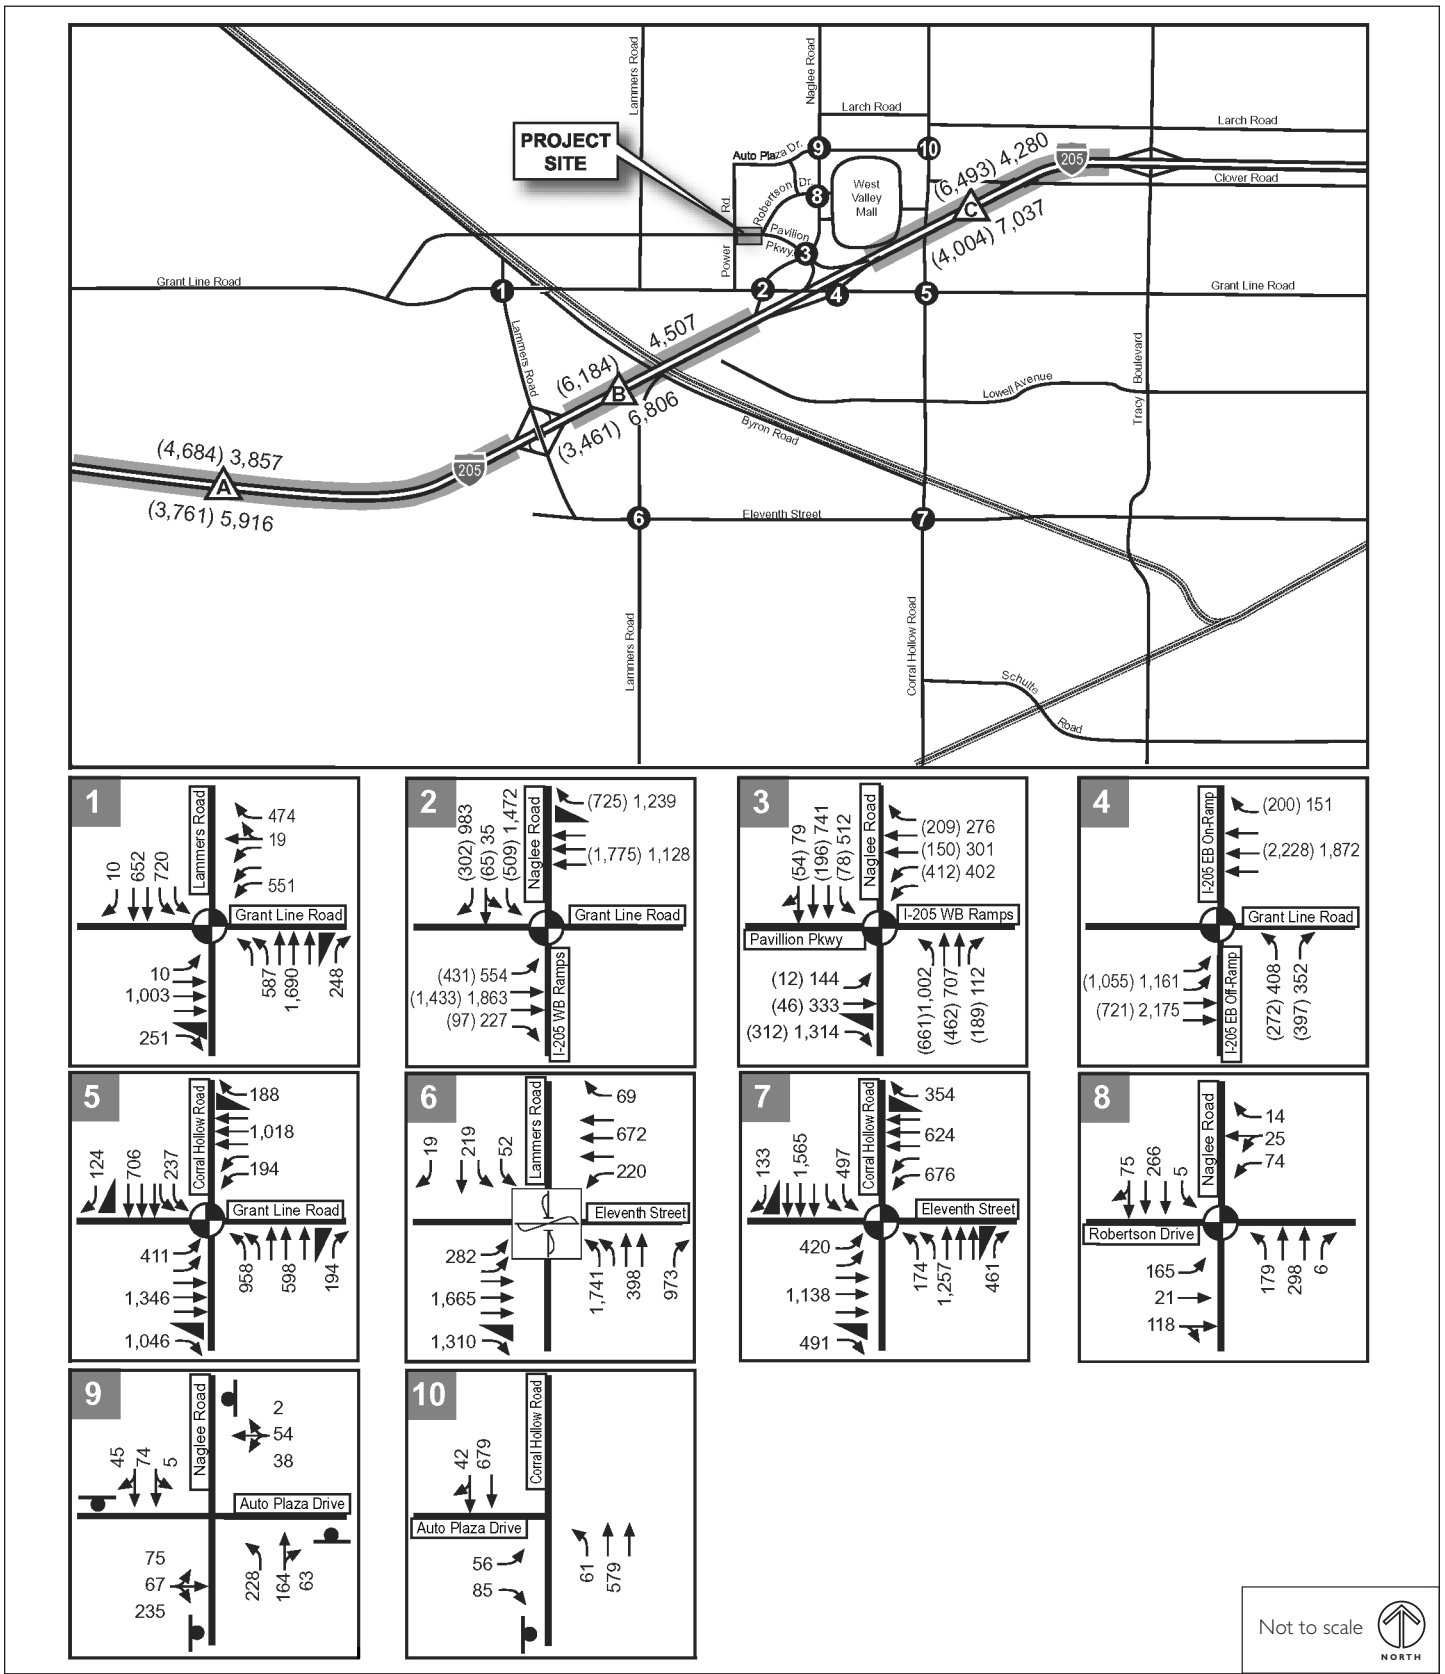 Lammers Road
Naglee Road
Larch Road
Larch Road
PROJECT
SITE
Auto Plaza Dr.
9
10
(6,493) 4,280
205
Clover Road
Robertson Dr.
8
West
Valley
Mall
C
(4,004) 7,037
Power Rd.
Pavilion
Pkwy.
3
Grant Line Road
1
2
4
5
Grant Line Road
Lammers Road
4,507
(6,184)
B
(3,461) 6,806
Lowell Avenue
Tracy Boulevard
Byron Road
(4,684) 3,857
A
205
(3,761) 5,916
6
Eleventh Street
7
Lammers Road
Corral Hollow Road
Schulte
Road
1
Lammers Road
474
19
551
10
652
720
Grant Line Road
10
1,003
251
587
1,690
248
2
(302) 983
(65) 35
(509) 1,472
Naglee Road
(725) 1,239
(1,775) 1,128
Grant Line Road
(431) 554
(1,433) 1,863
(97) 227
I-205 WB Ramps
3
(54) 79
(196) 741
(78) 512
Naglee Road
(209) 276
(150) 301
(412) 402
I-205 WB Ramps
Pavillion Pkwy
(12) 144
(46) 333
(312) 1,314
(661)1,002
(462) 707
(189) 112
4
I-205 EB On-Ramp
(200) 151
(2,228) 1,872
Grant Line Road
(1,055) 1,161
(721) 2,175
I-205 EB Off-Ramp
(272) 408
(397) 352
5
Corral Hollow Road
188
1,018
194
124
706
237
Grant Line Road
411
1,346
1,046
958
598
194
6
Lammers Road
69
672
220
19
219
52
Eleventh Street
282
1,665
1,310
1,741
398
973
7
Corral Hollow Road
354
624
676
133
1,565
497
Eleventh Street
420
1,138
491
174
1,257
461
8
Naglee Road
14
25
74
75
266
5
Robertson Drive
165
21
118
179
298
6
9
Naglee Road
2
54
38
45
74
5
Auto Plaza Drive
75
67
235
228
164
63
10
Corral Hollow Road
42
679
Auto Plaza Drive
56
85
61
579
Not to scale
NORTH